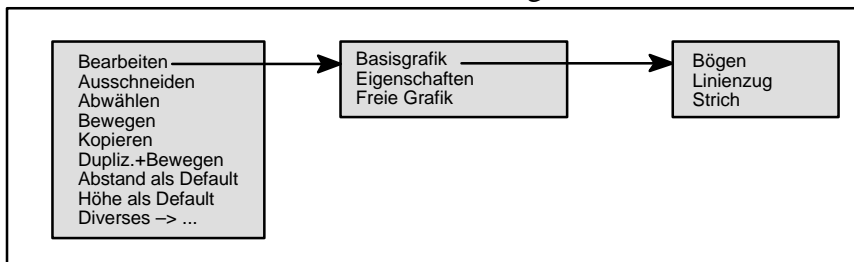 Bearbeiten
Ausschneiden
Abwählen
Bewegen
Kopieren
Dupliz.+Bewegen
Abstand als Default
Höhe als Default
Diverses –> ...
Basisgrafik
Eigenschaften
Freie Grafik
Bögen
Linienzug
Strich